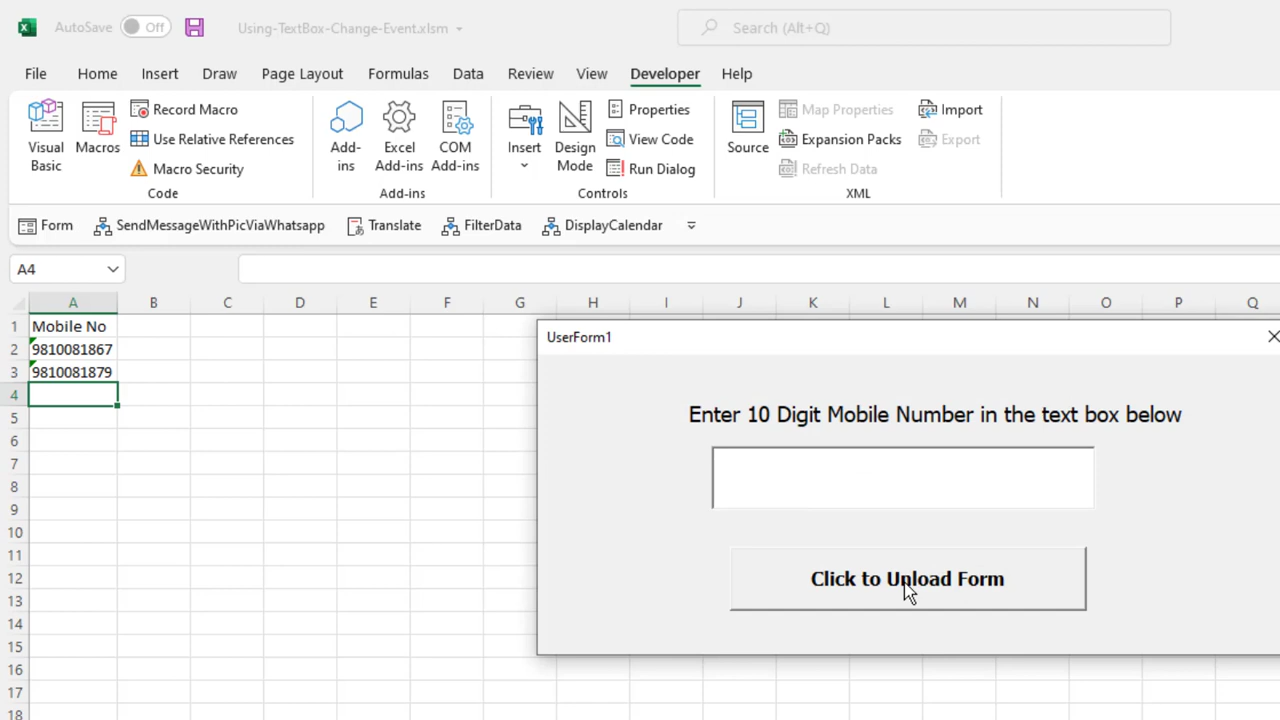 AutoSave Off Using-TextBox-Change-Event.xlsm Search (Alt+Q)
File Home Insert Draw Page Layout Formulas Data Review View Developer Help
Visual Basic
Macros
Record Macro
Use Relative References
Macro Security
Code
Add-ins
Excel Add-ins
COM Add-ins
Add-ins
Insert
Design Mode
Properties
View Code
Run Dialog
Controls
Source
Map Properties
Expansion Packs
Refresh Data
Import
Export
XML
Form SendMessageWithPicViaWhatsapp Translate FilterData DisplayCalendar
A4
A B C D E F G H I J K L M N O P Q
1 Mobile No
2 9810081867
3 9810081879
4
5
6
7
8
9
10
11
12
13
14
15
16
17
18
UserForm1
Enter 10 Digit Mobile Number in the text box below
Click to Unload Form